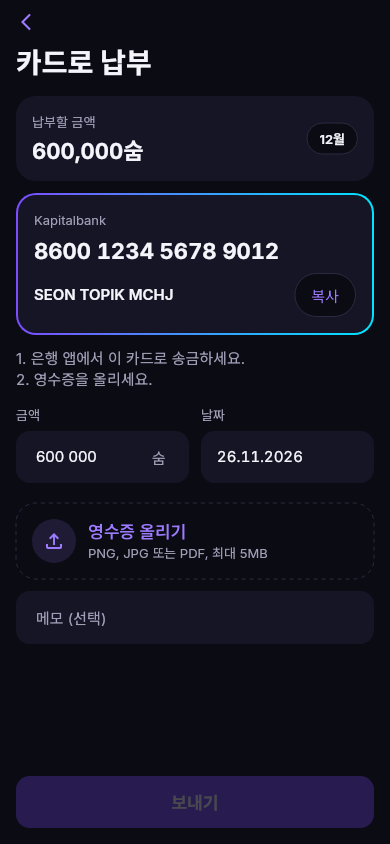 카드로 납부
납부할 금액
600,000숨
12월
Kapitalbank
8600 1234 5678 9012
SEON TOPIK MCHJ
복사
1. 은행 앱에서 이 카드로 송금하세요.
2. 영수증을 올리세요.
금액
날짜
600 000
숨
26.11.2026
영수증 올리기
PNG, JPG 또는 PDF, 최대 5MB
메모 (선택)
보내기